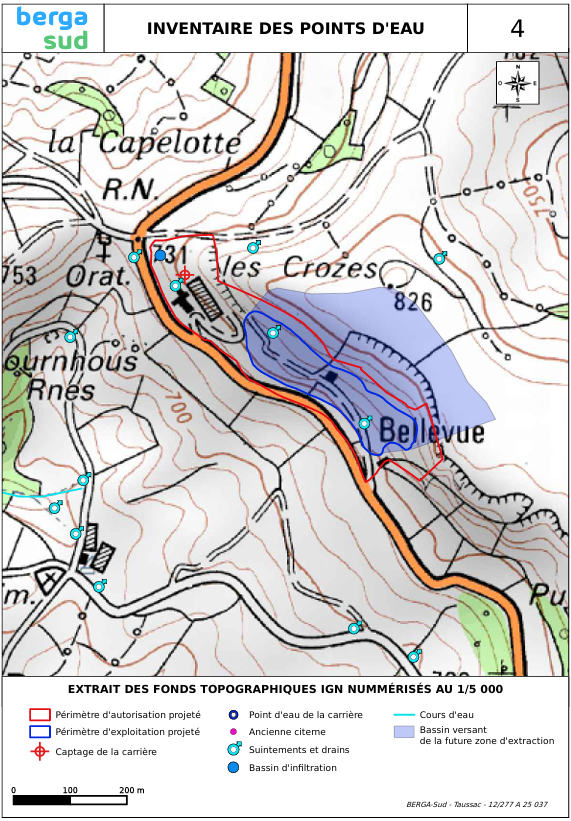 berga
sud
INVENTAIRE DES POINTS D'EAU
4
N
O
E
S
la Capelotte
R.N.
750
731
les Crozes
753
Orat.
826
ournhous
Rnes
700
Bellevue
m.
Pu
EXTRAIT DES FONDS TOPOGRAPHIQUES IGN NUMMÉRISÉS AU 1/5 000
Périmètre d'autorisation projeté
Périmètre d'exploitation projeté
Captage de la carrière
Point d'eau de la carrière
Ancienne citerne
Suintements et drains
Bassin d'infiltration
Cours d'eau
Bassin versant
de la future zone d'extraction
0 100 200 m
BERGA-Sud - Taussac - 12/277 A 25 037